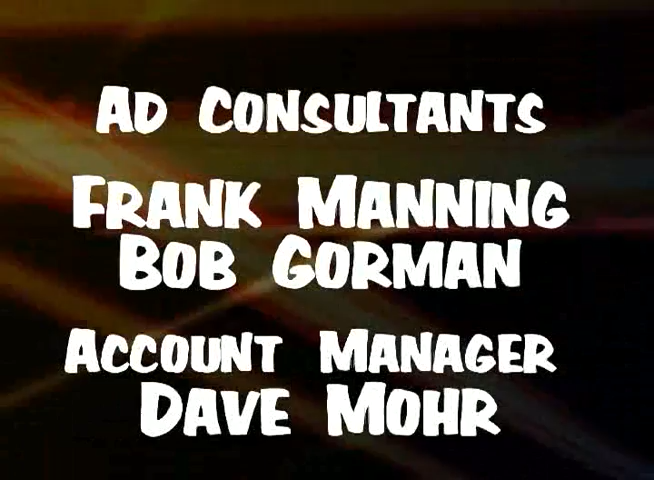 Ad Consultants
Frank Manning
Bob Gorman
Account Manager
Dave Mohr